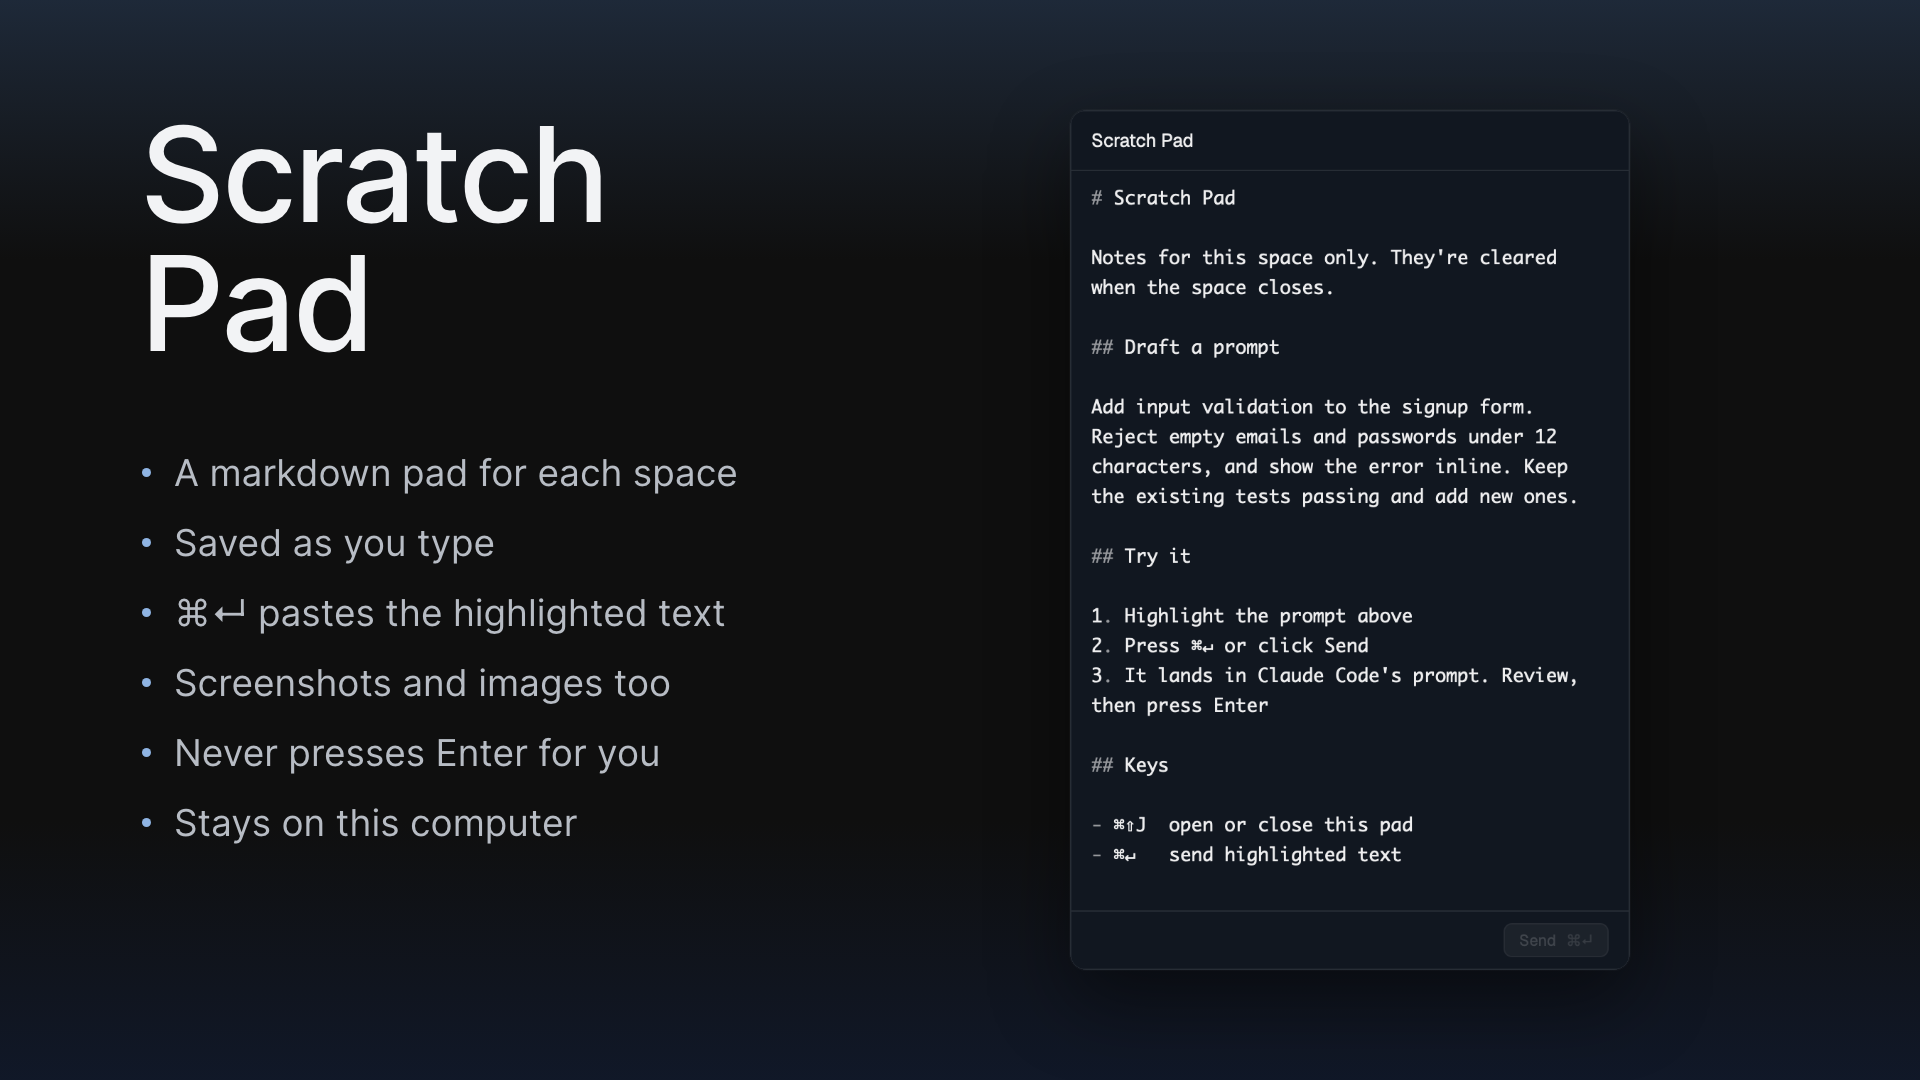 Scratch
Pad
• A markdown pad for each space
• Saved as you type
• ⌘↵ pastes the highlighted text
• Screenshots and images too
• Never presses Enter for you
• Stays on this computer
Scratch Pad
# Scratch Pad
Notes for this space only. They're cleared
when the space closes.
## Draft a prompt
Add input validation to the signup form.
Reject empty emails and passwords under 12
characters, and show the error inline. Keep
the existing tests passing and add new ones.
## Try it
1. Highlight the prompt above
2. Press ⌘↵ or click Send
3. It lands in Claude Code's prompt. Review,
then press Enter
## Keys
- ⌘⇧J  open or close this pad
- ⌘↵   send highlighted text
Send ⌘↵